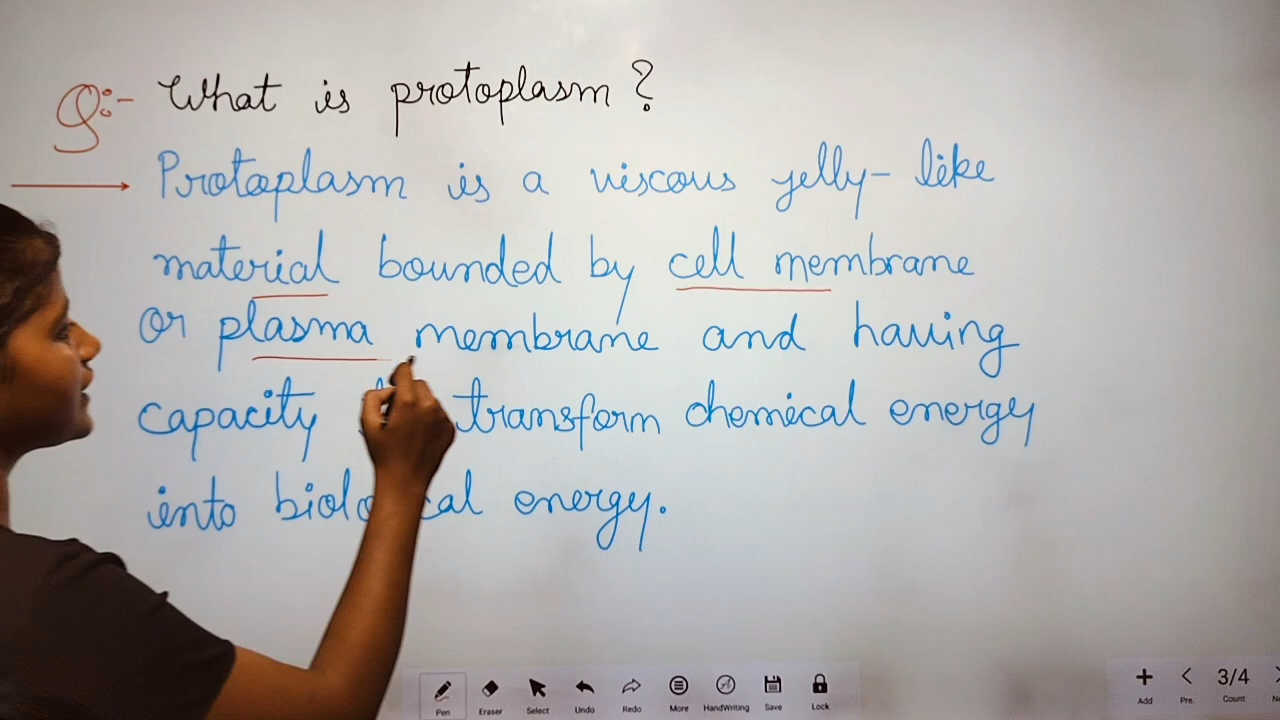 Q:- What is protoplasm ?
Protoplasm is a viscous jelly- like
material bounded by cell membrane
or plasma membrane and having
capacity transform chemical energy
into energy.
Pen Eraser Select Undo Redo More HandWriting Save Lock
Add Pre. 3/4 Count